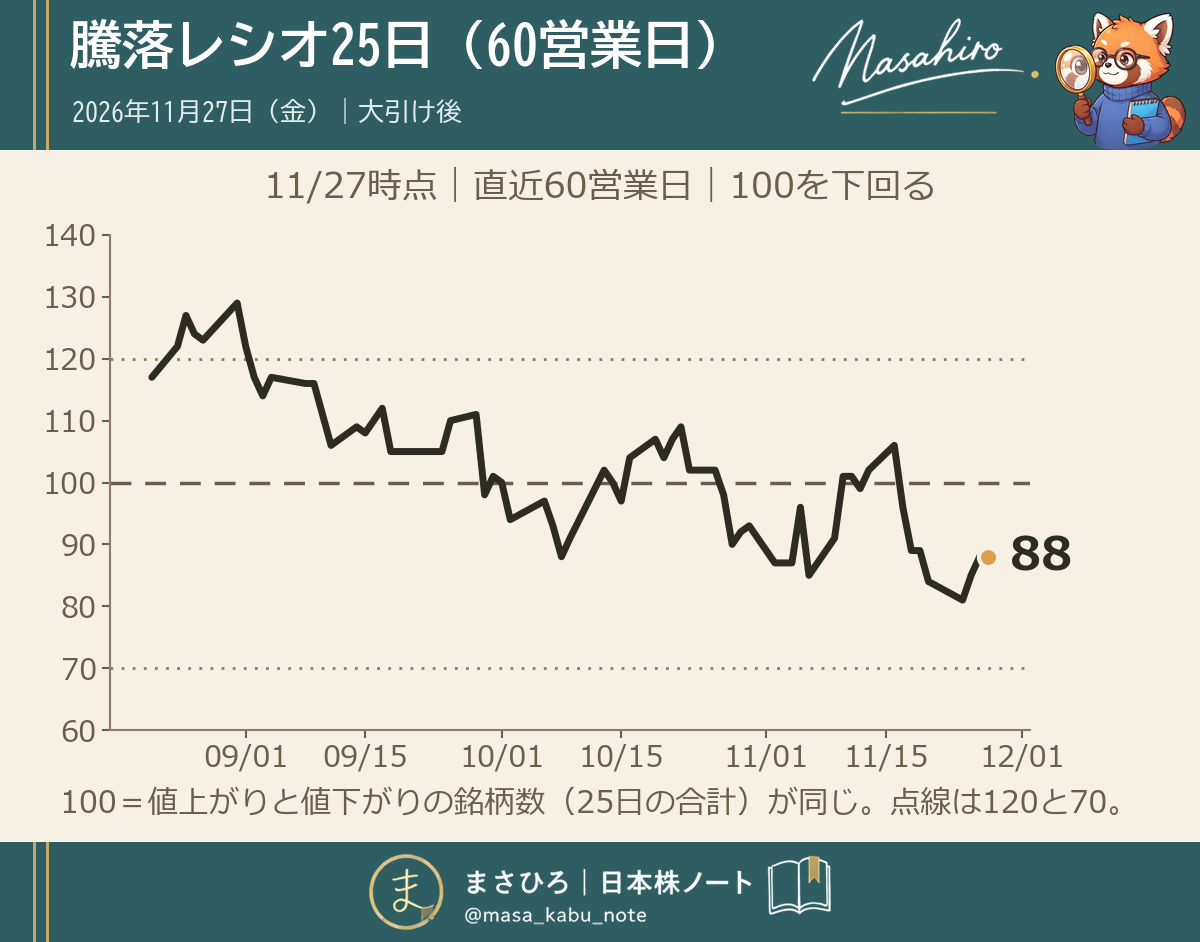 騰落レシオ25日（60営業日）
Masahiro
2026年11月27日（金）｜大引け後
11/27時点｜直近60営業日｜100を下回る
140
130
120
110
100
90
80
70
60
88
09/01 09/15 10/01 10/15 11/01 11/15 12/01
100＝値上がりと値下がりの銘柄数（25日の合計）が同じ。点線は120と70。
ま
まさひろ｜日本株ノート
@masa_kabu_note